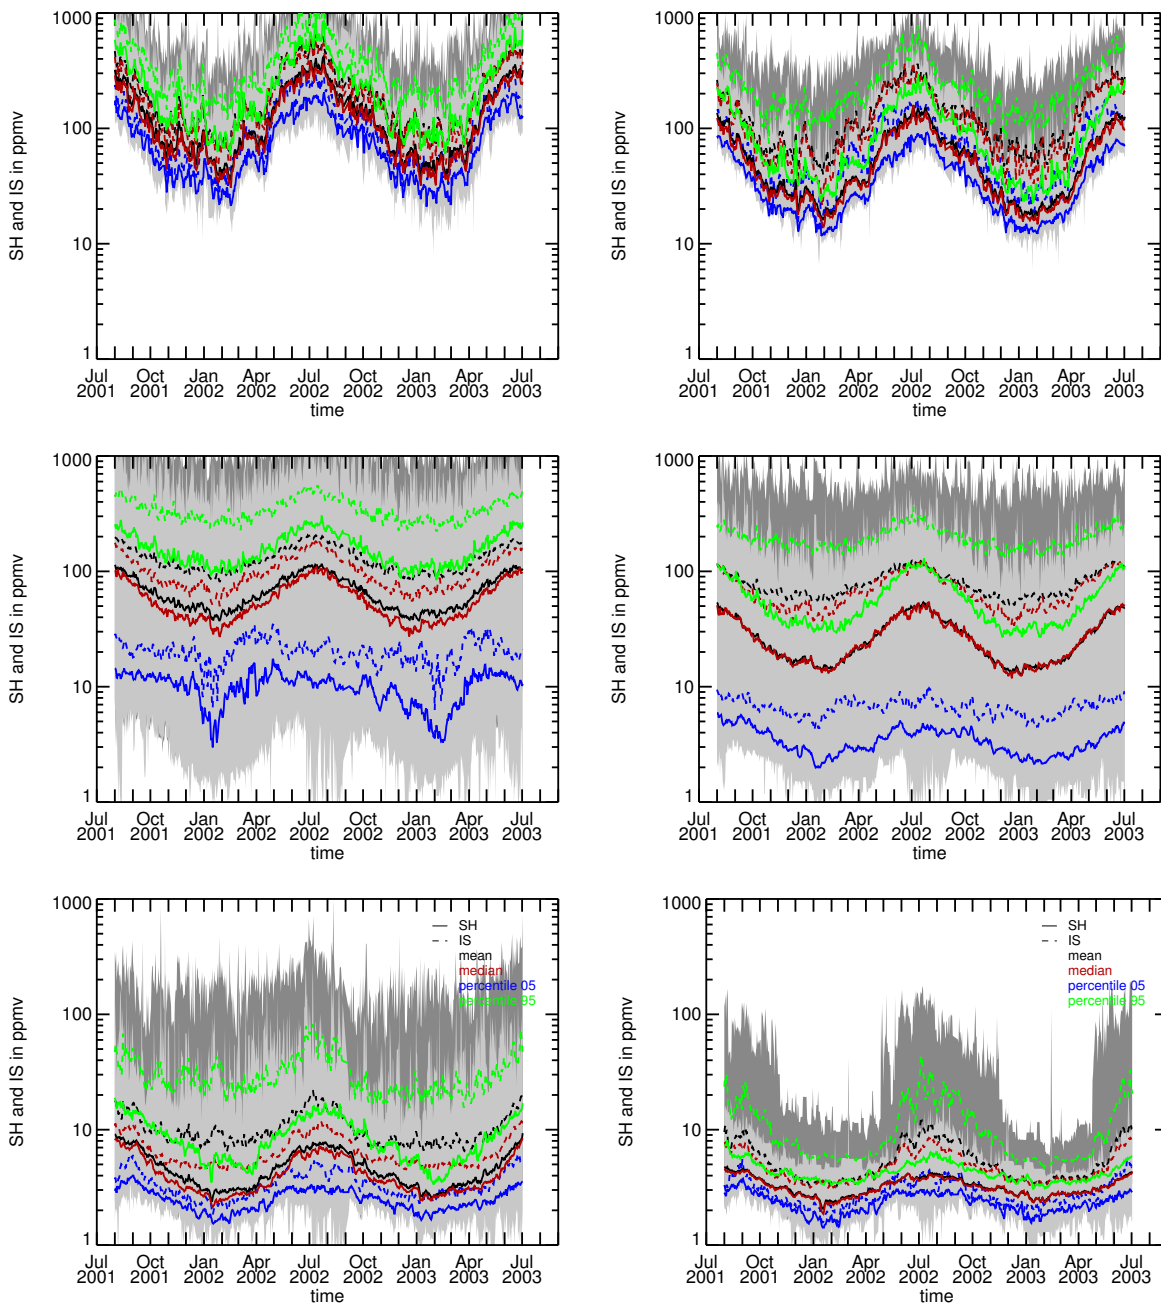 1000
100
10
1
SH and IS in ppmv
Jul Oct Jan Apr Jul Oct Jan Apr Jul
2001 2001 2002 2002 2002 2002 2003 2003 2003
time
1000
100
10
1
SH and IS in ppmv
Jul Oct Jan Apr Jul Oct Jan Apr Jul
2001 2001 2002 2002 2002 2002 2003 2003 2003
time
1000
100
10
1
SH and IS in ppmv
Jul Oct Jan Apr Jul Oct Jan Apr Jul
2001 2001 2002 2002 2002 2002 2003 2003 2003
time
1000
100
10
1
SH and IS in ppmv
Jul Oct Jan Apr Jul Oct Jan Apr Jul
2001 2001 2002 2002 2002 2002 2003 2003 2003
time
1000
100
10
1
SH and IS in ppmv
SH
IS
mean
median
percentile 05
percentile 95
Jul Oct Jan Apr Jul Oct Jan Apr Jul
2001 2001 2002 2002 2002 2002 2003 2003 2003
time
1000
100
10
1
SH and IS in ppmv
SH
IS
mean
median
percentile 05
percentile 95
Jul Oct Jan Apr Jul Oct Jan Apr Jul
2001 2001 2002 2002 2002 2002 2003 2003 2003
time